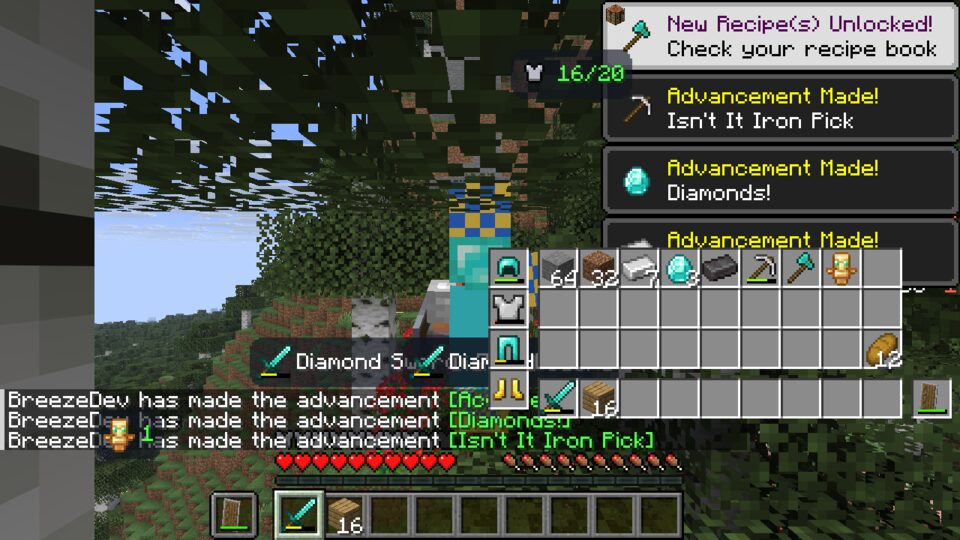 New Recipe(s) Unlocked!
Check your recipe book
16/20
Advancement Made!
Isn't It Iron Pick
Advancement Made!
Diamonds!
Advancement Made!
64
32
7
3
12
16
Diamond
BreezeDev has made the advancement
BreezeDev has made the advancement [Diamonds!]
has made the advancement [Isn't It Iron Pick]
1
16